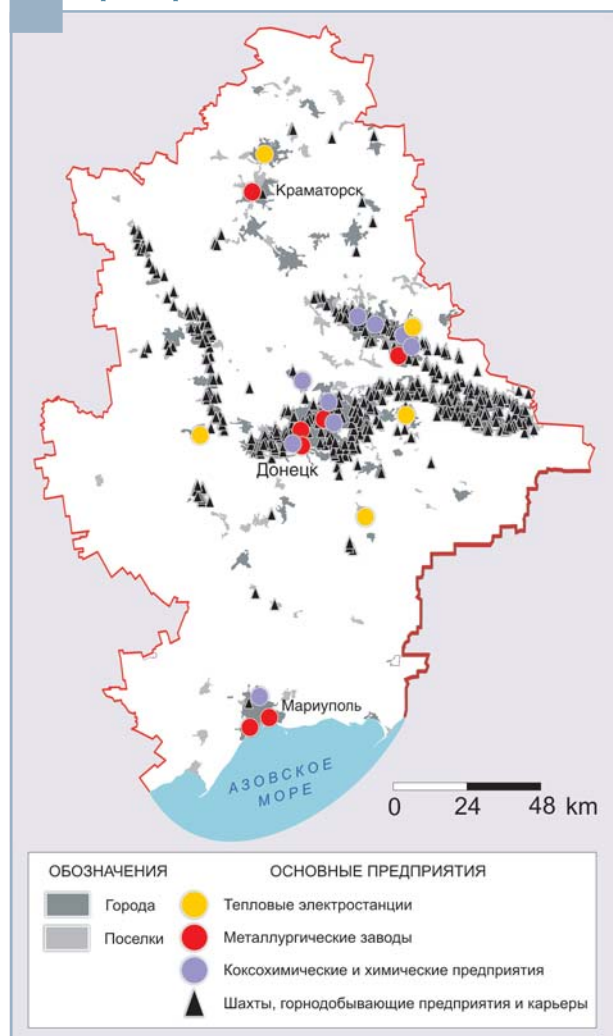 Краматорск
Донецк
Мариуполь
АЗОВСКОЕ
МОРЕ
0 24 48 km
ОБОЗНАЧЕНИЯ
ОСНОВНЫЕ ПРЕДПРИЯТИЯ
Города
Тепловые электростанции
Поселки
Металлургические заводы
Коксохимические и химические предприятия
Шахты, горнодобывающие предприятия и карьеры